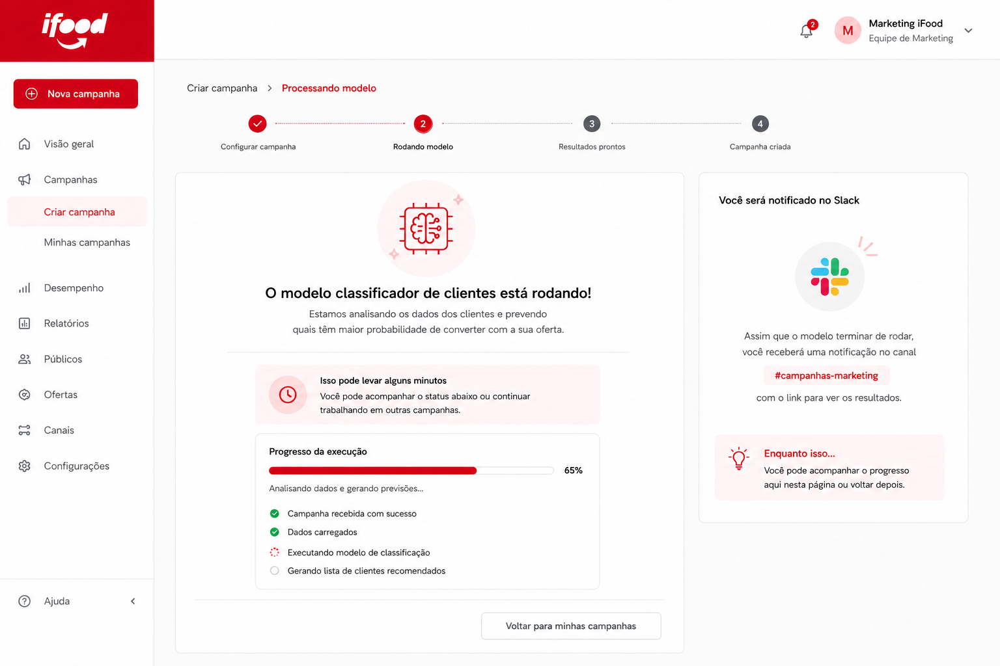 ifood
2
M
Marketing iFood
Equipe de Marketing
Nova campanha
Visão geral
Campanhas
Criar campanha
Minhas campanhas
Desempenho
Relatórios
Públicos
Ofertas
Canais
Configurações
Ajuda
Criar campanha > Processando modelo
2
3
4
Configurar campanha
Rodando modelo
Resultados prontos
Campanha criada
O modelo classificador de clientes está rodando!
Estamos analisando os dados dos clientes e prevendo
quais têm maior probabilidade de converter com a sua oferta.
Isso pode levar alguns minutos
Você pode acompanhar o status abaixo ou continuar
trabalhando em outras campanhas.
Progresso da execução
65%
Analisando dados e gerando previsões...
Campanha recebida com sucesso
Dados carregados
Executando modelo de classificação
Gerando lista de clientes recomendados
Voltar para minhas campanhas
Você será notificado no Slack
Assim que o modelo terminar de rodar,
você receberá uma notificação no canal
#campanhas-marketing
com o link para ver os resultados.
Enquanto isso...
Você pode acompanhar o progresso
aqui nesta página ou voltar depois.